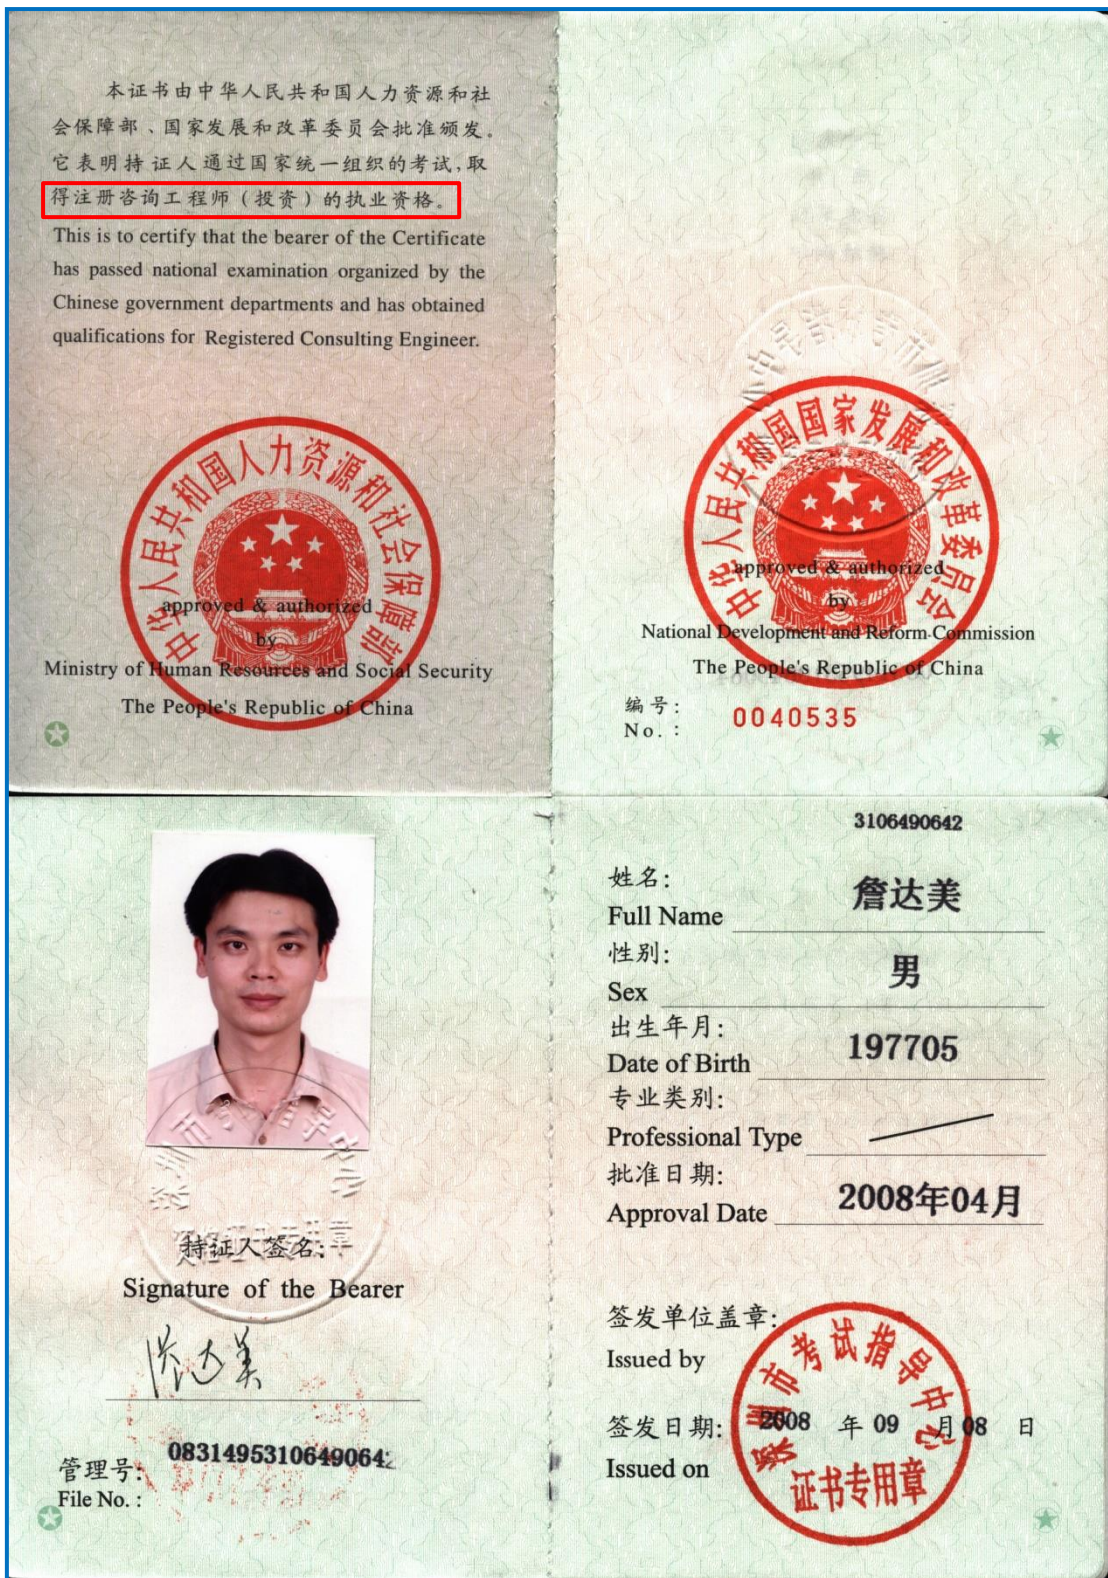 本证书由中华人民共和国人力资源和社
会保障部、国家发展和改革委员会批准颁发。
它表明持证人通过国家统一组织的考试,取
得注册咨询工程师（投资）的执业资格。
This is to certify that the bearer of the Certificate
has passed national examination organized by the
Chinese government departments and has obtained
qualifications for Registered Consulting Engineer.
中华人民共和国人力资源和社会保障部
approved & authorized
by
Ministry of Human Resources and Social Security
The People's Republic of China
中华人民共和国国家发展和改革委员会
approved & authorized
by
National Development and Reform Commission
The People's Republic of China
编号:
No.:
0040535
持证人签名:
Signature of the Bearer
詹达美
管理号:
File No.:
3106490642
姓名:
Full Name
詹达美
性别:
Sex
男
出生年月:
Date of Birth
197705
专业类别:
Professional Type
批准日期:
Approval Date
2008年04月
签发单位盖章:
Issued by
深圳市考试指导中心
证书专用章
签发日期: 2008 年 09 月 08 日
Issued on